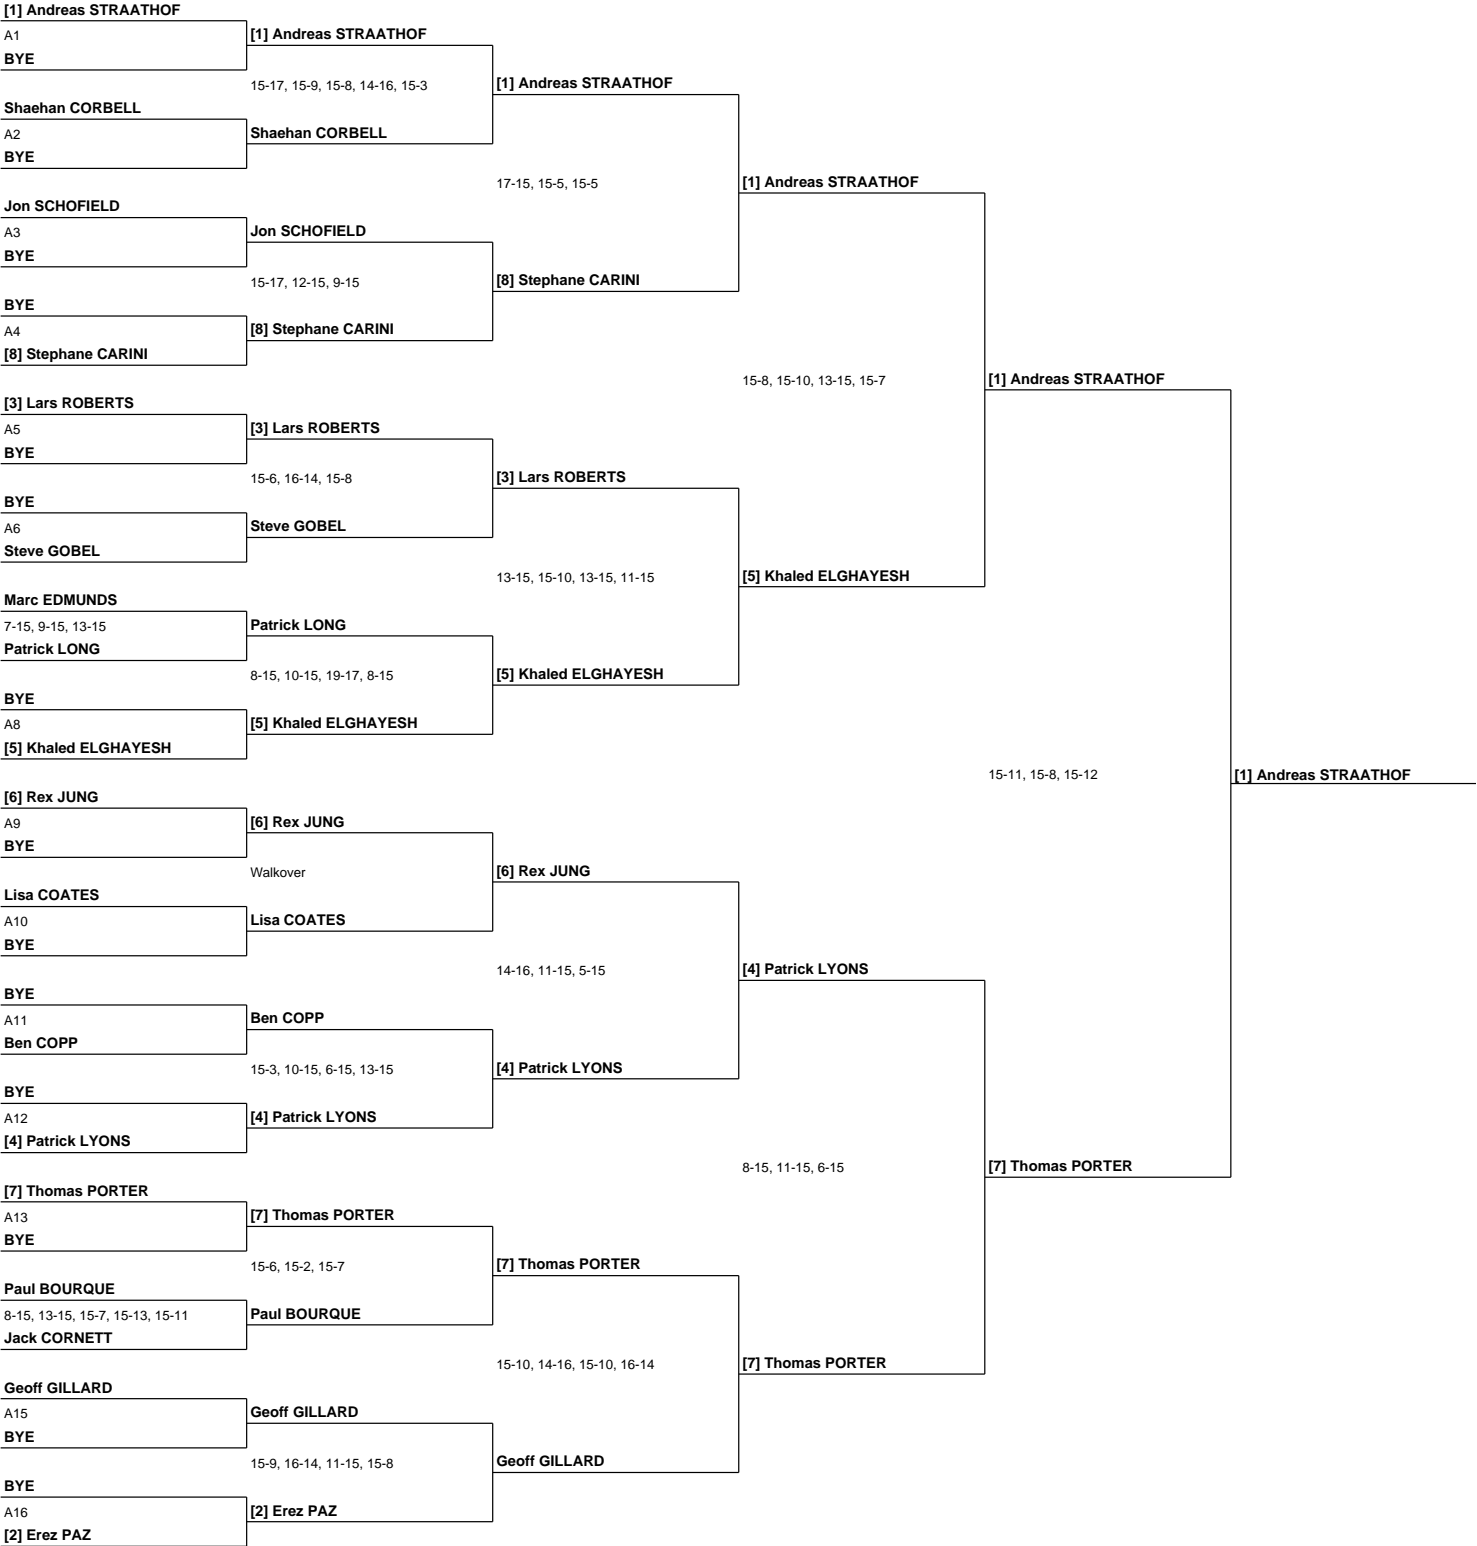 [1] Andreas STRAATHOF
A1
[1] Andreas STRAATHOF
BYE
15-17, 15-9, 15-8, 14-16, 15-3
[1] Andreas STRAATHOF
Shaehan CORBELL
A2
Shaehan CORBELL
BYE
17-15, 15-5, 15-5
[1] Andreas STRAATHOF
Jon SCHOFIELD
A3
Jon SCHOFIELD
BYE
15-17, 12-15, 9-15
[8] Stephane CARINI
BYE
A4
[8] Stephane CARINI
[8] Stephane CARINI
15-8, 15-10, 13-15, 15-7
[1] Andreas STRAATHOF
[3] Lars ROBERTS
A5
[3] Lars ROBERTS
BYE
15-6, 16-14, 15-8
[3] Lars ROBERTS
BYE
A6
Steve GOBEL
Steve GOBEL
13-15, 15-10, 13-15, 11-15
[5] Khaled ELGHAYESH
Marc EDMUNDS
7-15, 9-15, 13-15
Patrick LONG
Patrick LONG
8-15, 10-15, 19-17, 8-15
[5] Khaled ELGHAYESH
BYE
A8
[5] Khaled ELGHAYESH
[5] Khaled ELGHAYESH
15-11, 15-8, 15-12
[1] Andreas STRAATHOF
[6] Rex JUNG
A9
[6] Rex JUNG
BYE
Walkover
[6] Rex JUNG
Lisa COATES
A10
Lisa COATES
BYE
14-16, 11-15, 5-15
[4] Patrick LYONS
BYE
A11
Ben COPP
Ben COPP
15-3, 10-15, 6-15, 13-15
[4] Patrick LYONS
BYE
A12
[4] Patrick LYONS
[4] Patrick LYONS
8-15, 11-15, 6-15
[7] Thomas PORTER
[7] Thomas PORTER
A13
[7] Thomas PORTER
BYE
15-6, 15-2, 15-7
[7] Thomas PORTER
Paul BOURQUE
8-15, 13-15, 15-7, 15-13, 15-11
Paul BOURQUE
Jack CORNETT
15-10, 14-16, 15-10, 16-14
[7] Thomas PORTER
Geoff GILLARD
A15
Geoff GILLARD
BYE
15-9, 16-14, 11-15, 15-8
Geoff GILLARD
BYE
A16
[2] Erez PAZ
[2] Erez PAZ